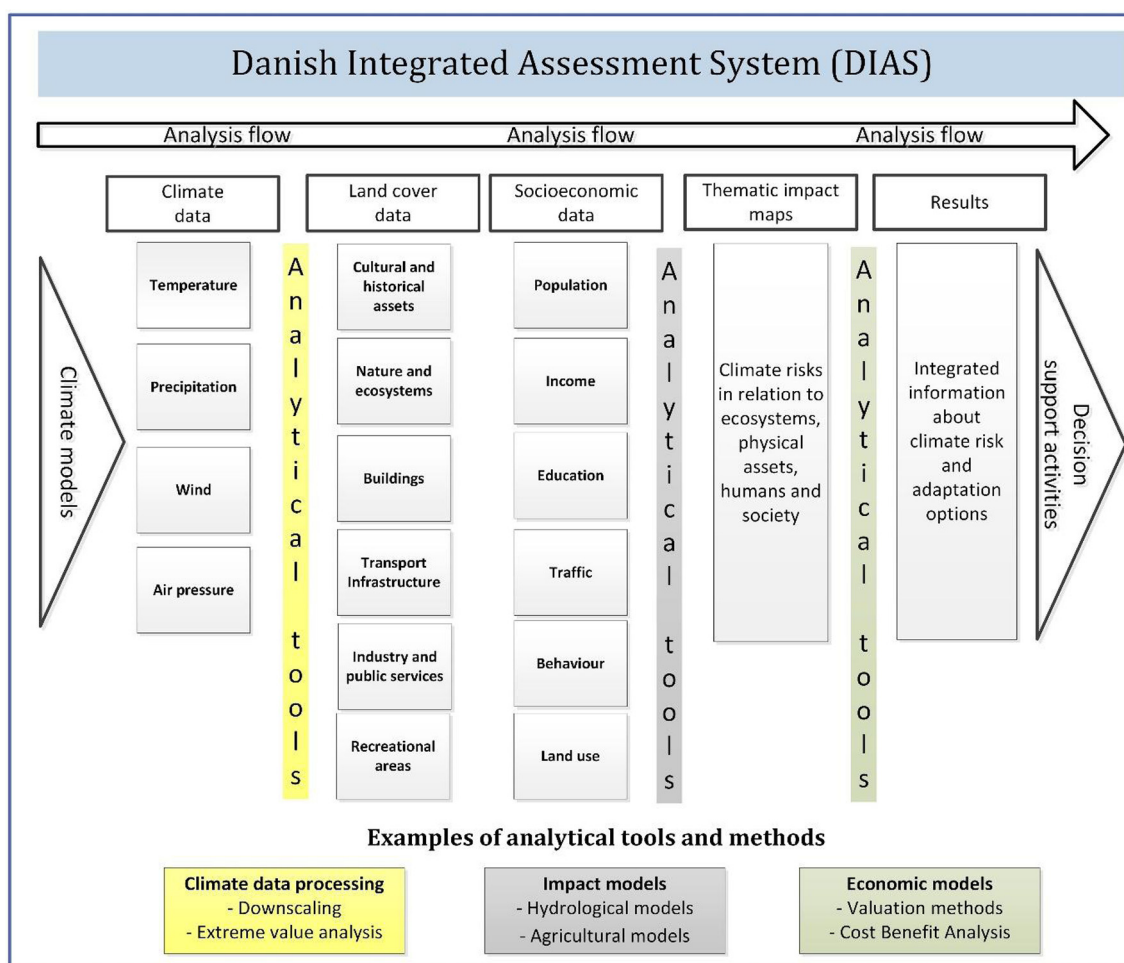 Danish Integrated Assessment System (DIAS)
Analysis flow
Analysis flow
Analysis flow
Climate
data
Land cover
data
Socioeconomic
data
Thematic impact
maps
Results
Climate models
Temperature
Precipitation
Wind
Air pressure
Analytical tools
Cultural and
historical
assets
Nature and
ecosystems
Buildings
Transport
Infrastructure
Industry and
public services
Recreational
areas
Population
Income
Education
Traffic
Behaviour
Land use
Analytical tools
Climate risks
in relation to
ecosystems,
physical
assets,
humans and
society
Analytical tools
Integrated
information
about
climate risk
and
adaptation
options
Decision
support activities
Examples of analytical tools and methods
Climate data processing
- Downscaling
- Extreme value analysis
Impact models
- Hydrological models
- Agricultural models
Economic models
- Valuation methods
- Cost Benefit Analysis